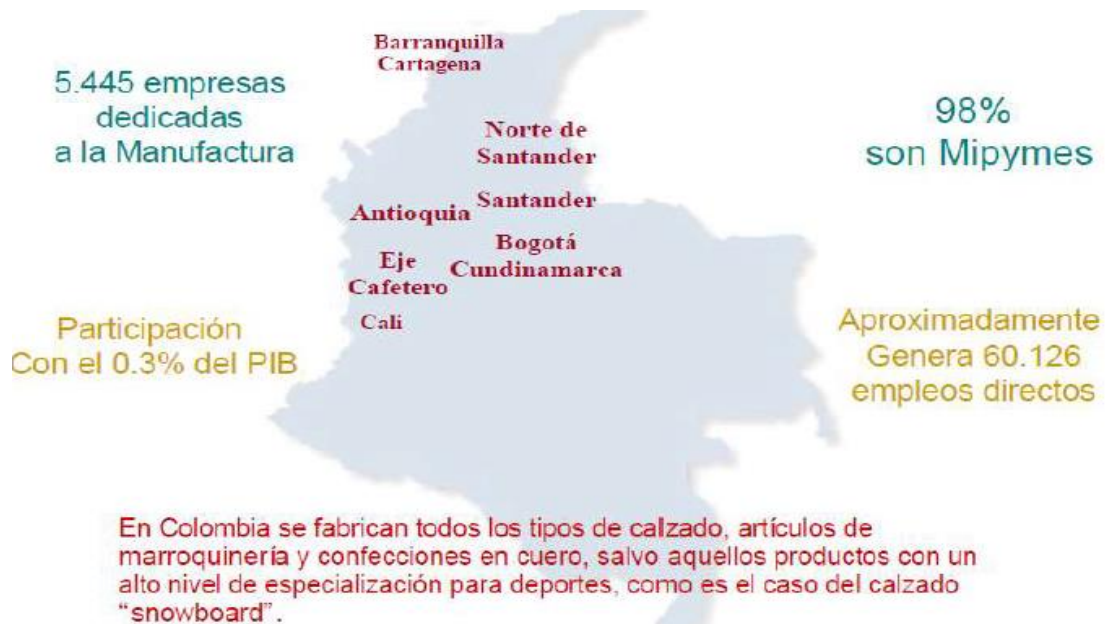 Barranquilla
Cartagena
5.445 empresas
dedicadas
a la Manufactura
98%
son Mipymes
Norte de
Santander
Santander
Antioquia
Bogotá
Cundinamarca
Eje
Cafetero
Cali
Participación
Con el 0.3% del PIB
Aproximadamente
Genera 60.126
empleos directos
En Colombia se fabrican todos los tipos de calzado, artículos de
marroquinería y confecciones en cuero, salvo aquellos productos con un
alto nivel de especialización para deportes, como es el caso del calzado
“snowboard”.